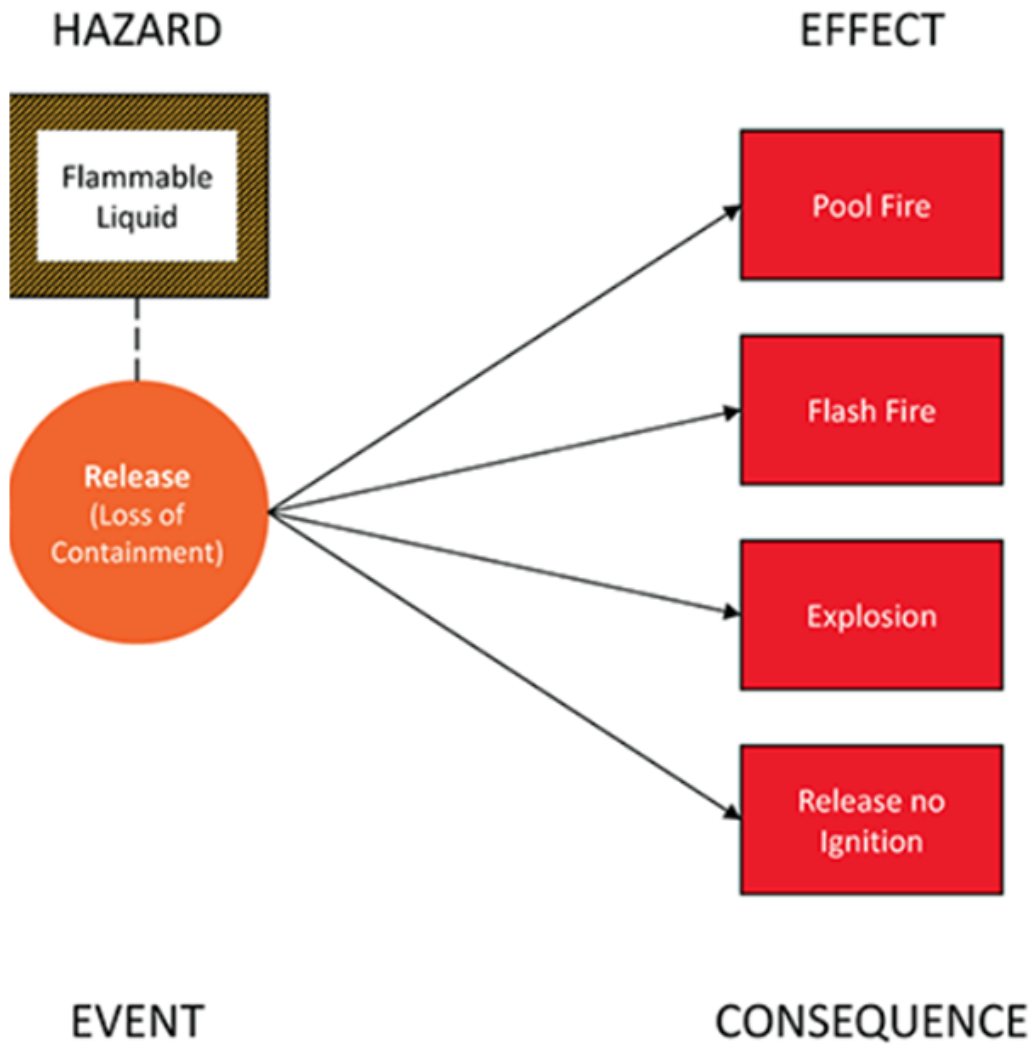 HAZARD
EFFECT
Flammable
Liquid
Pool Fire
Flash Fire
Release
(Loss of
Containment)
Explosion
Release no
Ignition
EVENT
CONSEQUENCE